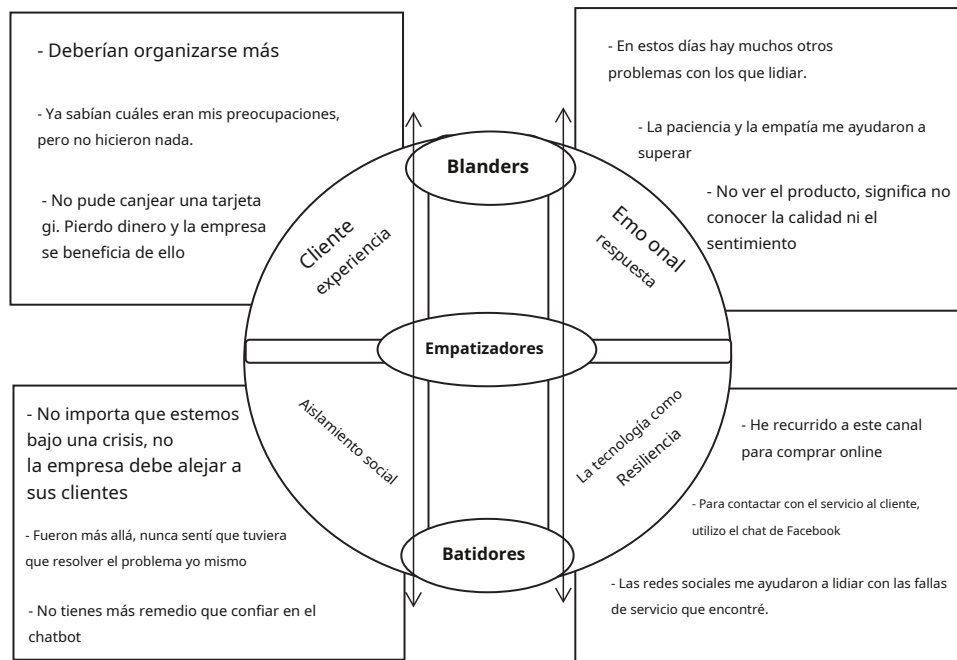 - Deberían organizarse más
- Ya sabían cuáles eran mis preocupaciones,
pero no hicieron nada.
- No pude canjear una tarjeta
gi. Pierdo dinero y la empresa
se beneficia de ello
- En estos días hay muchos otros
problemas con los que lidiar.
- La paciencia y la empatía me ayudaron a
superar
- No ver el producto, significa no
conocer la calidad ni el
sentimiento
Blanders
Cliente
experiencia
Emo onal
respuesta
Empatizadores
Aislamiento social
La tecnología como
Resiliencia
Batidores
- No importa que estemos
bajo una crisis, no
la empresa debe alejar a
sus clientes
- Fueron más allá, nunca sentí que tuviera
que resolver el problema yo mismo
- No tienes más remedio que confiar en el
chatbot
- He recurrido a este canal
para comprar online
- Para contactar con el servicio al cliente,
utilizo el chat de Facebook
- Las redes sociales me ayudaron a lidiar con las fallas
de servicio que encontré.